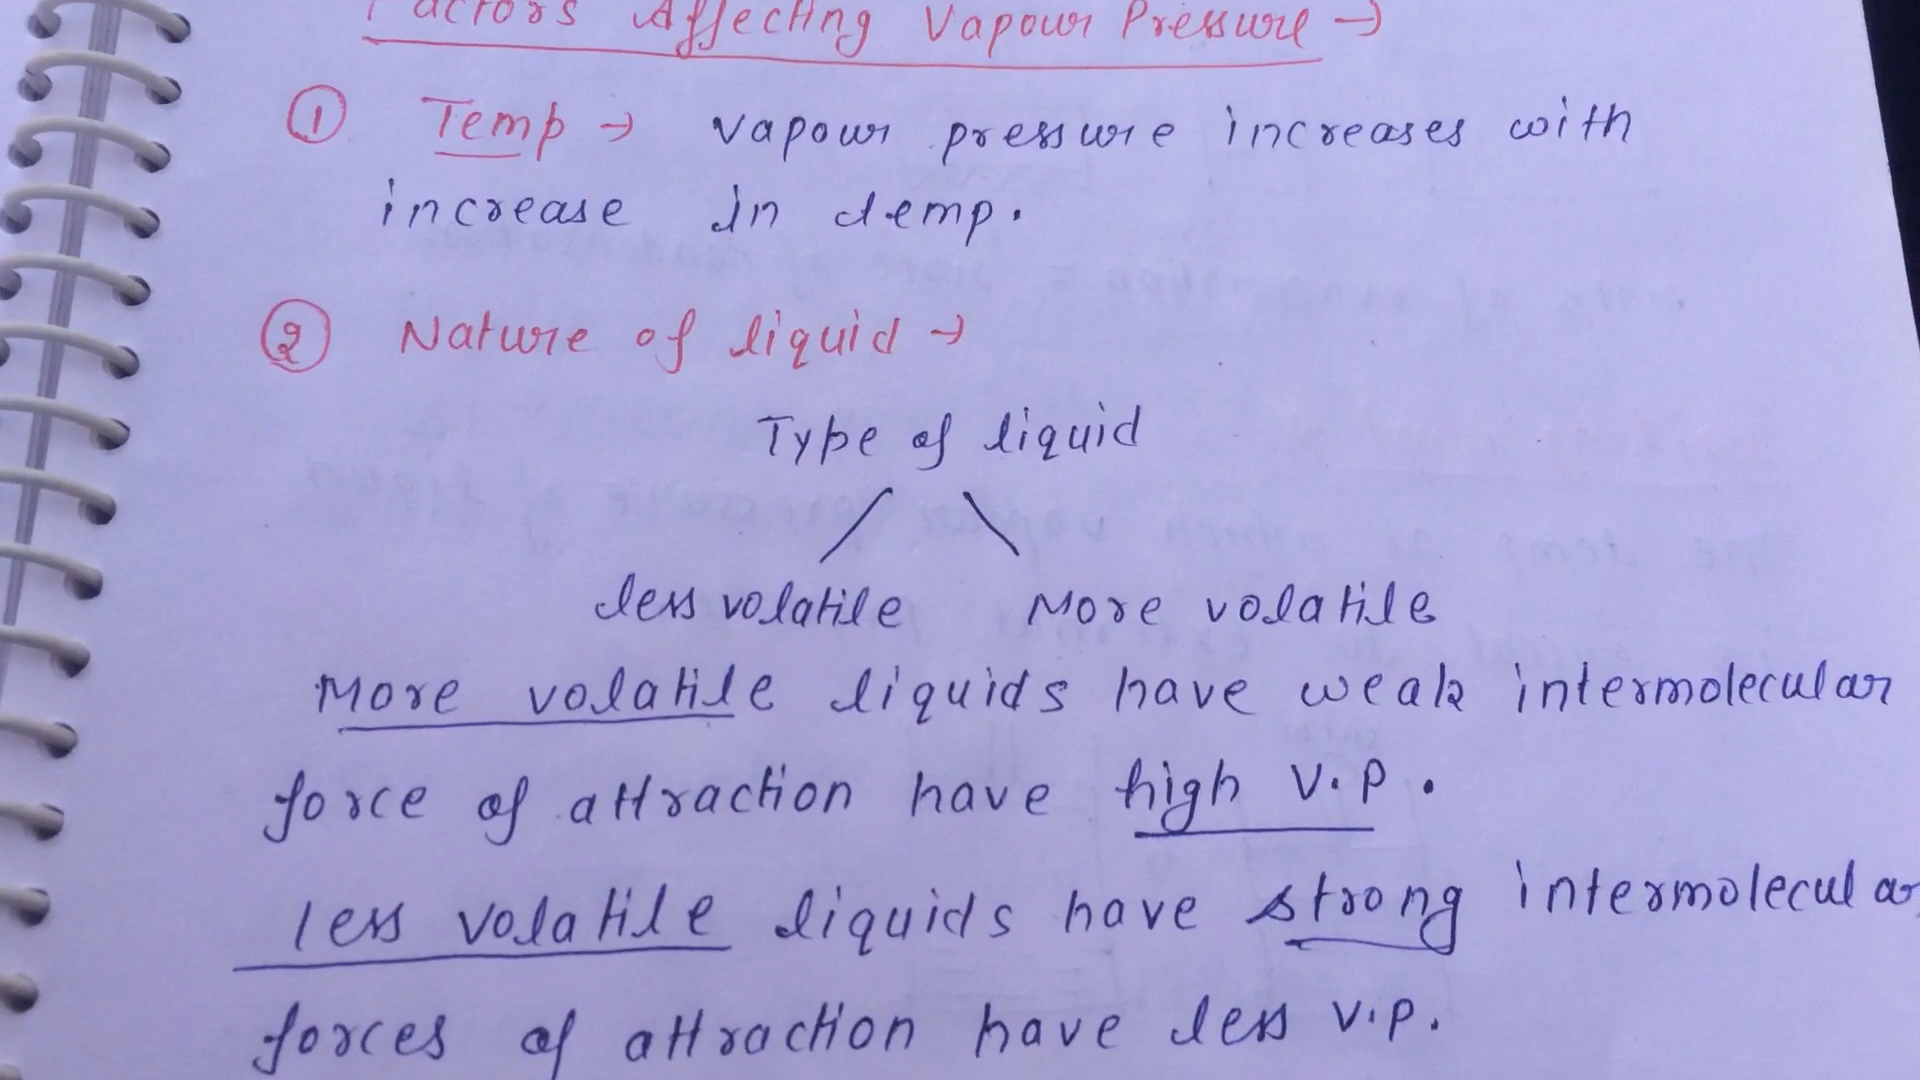 Factors Affecting Vapour Pressure →
① Temp → vapour pressure increases with
increase in temp.
② Nature of liquid →
Type of liquid
less volatile More volatile
More volatile liquids have weak intermolecular
force of attraction have high V.P.
less volatile liquids have strong intermolecular
forces of attraction have less V.P.